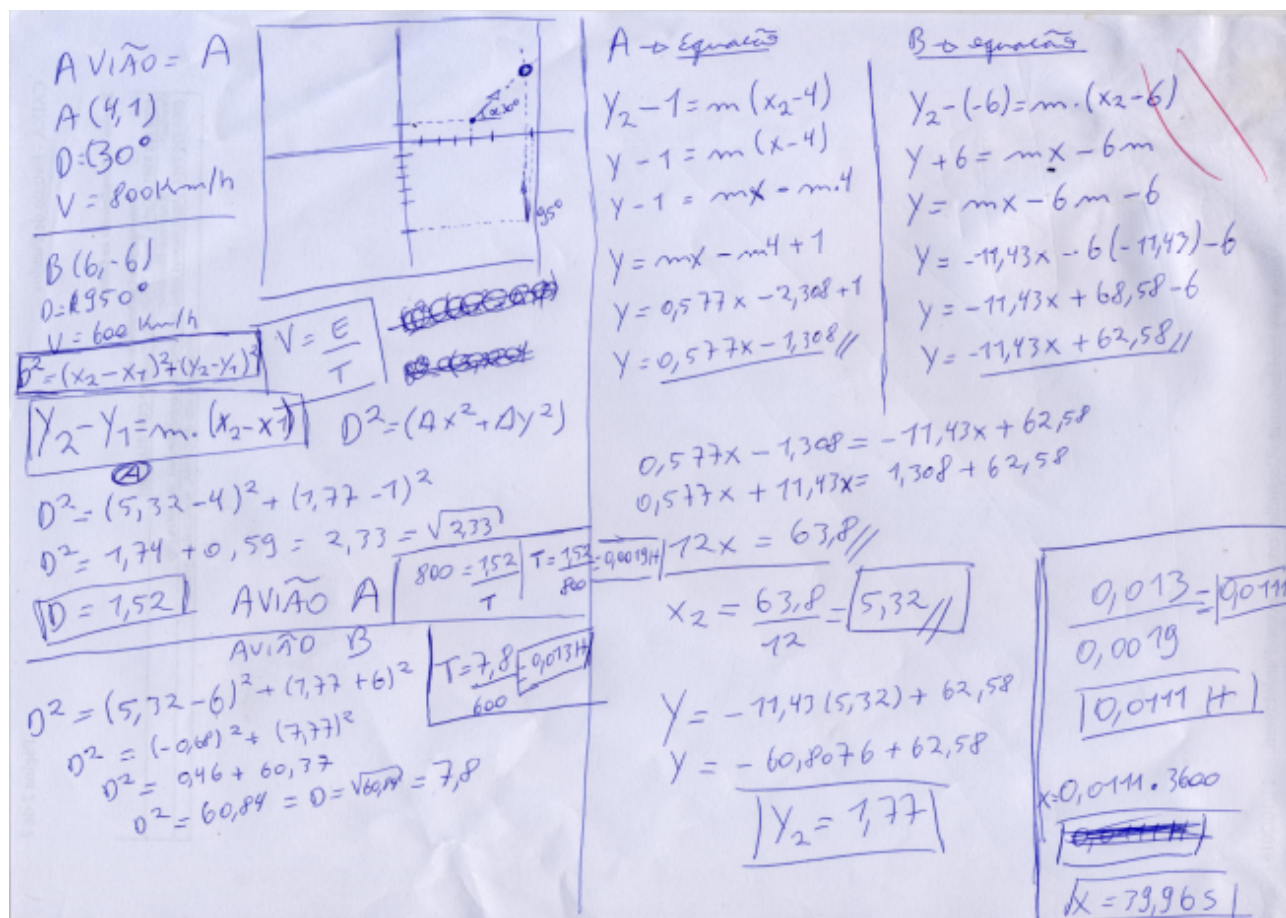 AVIÃO = A
A(4,1)
D=(30°
V = 800Km/h
B(6,-6)
V = 600 Km/h
D²=(x₂-x₁)²+(y₂-y₁)²
V = E/T
Y₂-Y₁=m.(x₂-x1)
D²=(Δx²+Δy²)
A
D²=(5,32-4)²+(1,77-1)²
D²=1,74+0,59=2,33=√2,33
D=1,52
AVIÃO A
800=1,52/T
T=1,52/800=0,0019H
AVIÃO B
T=7,8/600=0,013H
D²=(5,32-6)²+(1,77+6)²
D²=(-0,68)²+(7,77)²
D²=0,46+60,37
D²=60,84=D=√60,84=7,8
95°
A → Equação
Y₂-1=m(x₂-4)
y-1=m(x-4)
y-1=mx-m.4
y=mx-m4+1
y=0,577x-2,308+1
y=0,577x-1,308//
B → equação
Y₂-(-6)=m.(x₂-6)
y+6=mx-6m
y=mx-6m-6
y=-11,43x-6(-11,43)-6
y=-11,43x+68,58-6
y=-11,43x+62,58//
0,577x-1,308=-11,43x+62,58
0,577x+11,43x=1,308+62,58
12x=63,8//
x₂=63,8/12=5,32//
y=-11,43(5,32)+62,58
y=-60,8076+62,58
Y₂=1,77
0,013
0,0019
0,0111 H
x=0,0111.3600
x=39,96s